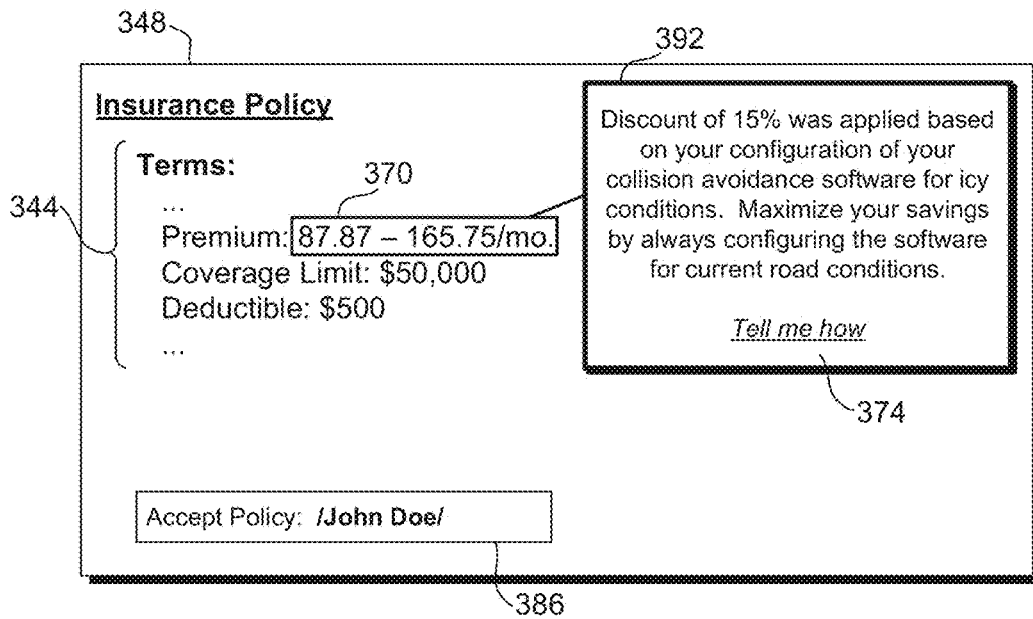 348
392
Insurance Policy
Terms:
370
344
...
Premium: 87.87 – 165.75/mo.
Coverage Limit: $50,000
Deductible: $500
...
Discount of 15% was applied based
on your configuration of your
collision avoidance software for icy
conditions. Maximize your savings
by always configuring the software
for current road conditions.
Tell me how
374
Accept Policy: /John Doe/
386